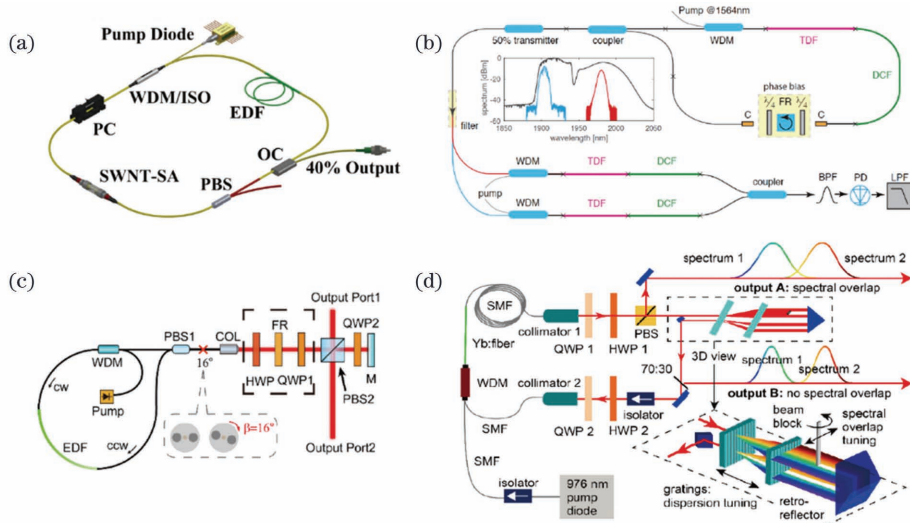 (a)
Pump Diode
WDM/ISO
EDF
PC
OC
40% Output
SWNT-SA
PBS
(b)
Pump @1564nm
50% transmitter
coupler
WDM
TDF
DCF
spectrum [dBm]
0
-20
-40
-60
1850
1900
1950
2000
2050
wavelength [nm]
phase bias
¼ FR ¼
C
C
filter
WDM
TDF
DCF
pump
coupler
BPF
PD
LPF
WDM
TDF
DCF
(c)
Output Port1
PBS1
COL
FR
QWP2
WDM
16°
CW
Pump
HWP
QWP1
M
PBS2
β=16°
EDF
CCW
Output Port2
(d)
spectrum 1
spectrum 2
output A: spectral overlap
SMF
collimator 1
PBS
Yb:fiber
QWP 1
HWP 1
3D view
spectrum 1
spectrum 2
70:30
WDM
collimator 2
output B: no spectral overlap
isolator
SMF
QWP 2
HWP 2
beam
block
spectral
overlap
tuning
SMF
isolator
976 nm
pump
diode
gratings:
dispersion tuning
retro-
reflector